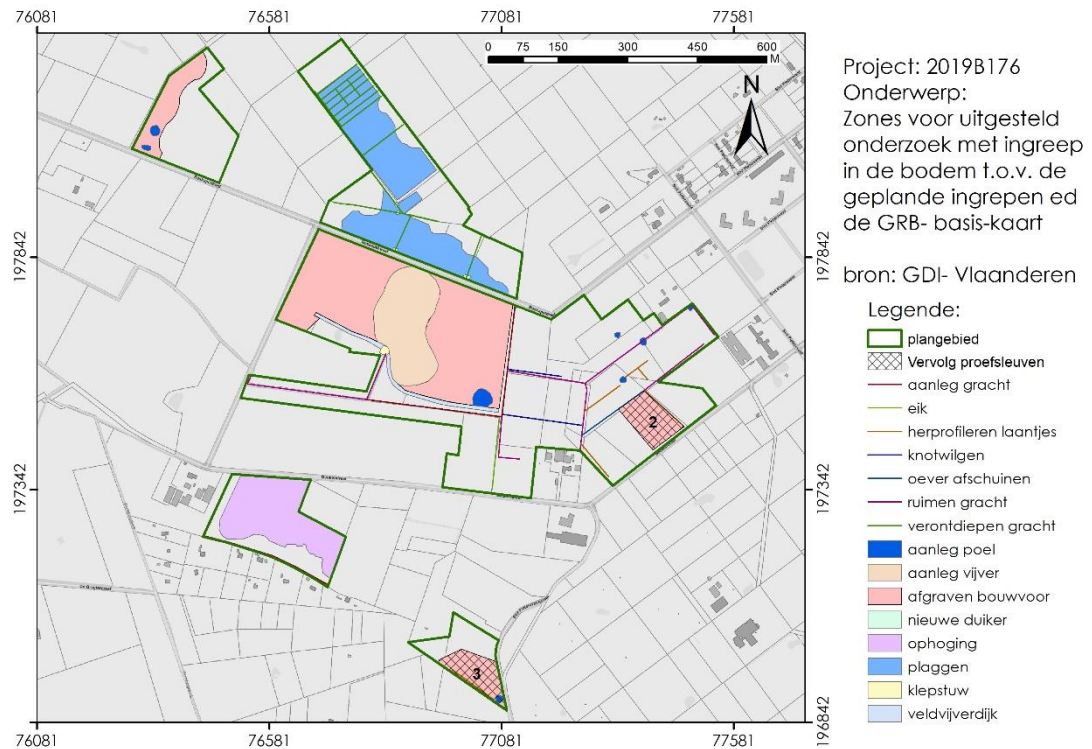 76081
76581
77081
77581
0 75 150 300 450 600
M
N
197842
197842
197342
197342
196842
196842
2
3
76081
76581
77081
77581
Project: 2019B176
Onderwerp:
Zones voor uitgesteld
onderzoek met ingreep
in de bodem t.o.v. de
geplande ingrepen ed
de GRB- basis-kaart
bron: GDI- Vlaanderen
Legende:
plangebied
Vervolg proefsleuven
aanleg gracht
eik
herprofileren laantjes
knotwilgen
oever afschuinen
ruimen gracht
verontdiepen gracht
aanleg poel
aanleg vijver
afgraven bouwvoor
nieuwe duiker
ophoging
plaggen
klepstuw
veldvijverdijk